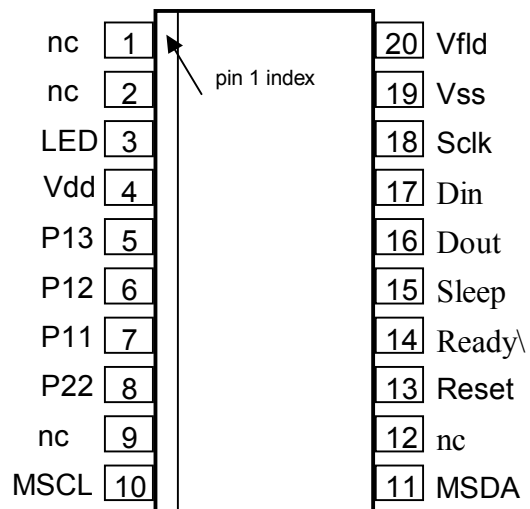 nc 1 20 Vfld
pin 1 index
nc 2 19 Vss
LED 3 18 Sclk
Vdd 4 17 Din
P13 5 16 Dout
P12 6 15 Sleep
P11 7 14 Ready\
P22 8 13 Reset
nc 9 12 nc
MSCL 10 11 MSDA